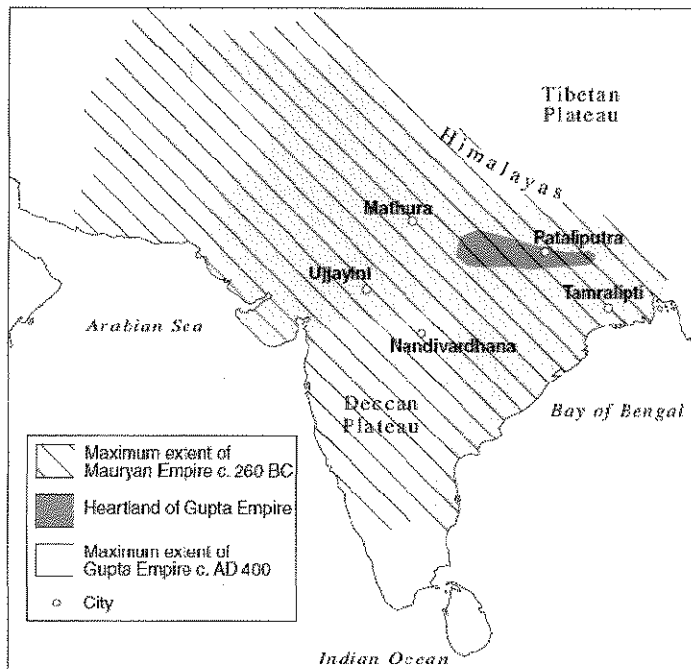 Tibetan
Plateau
Himalayas
Mathura
Pataliputra
Ujjayini
Tamralipti
Arabian Sea
Nandivardhana
Deccan
Plateau
Bay of Bengal
Maximum extent of
Mauryan Empire c. 260 BC
Heartland of Gupta Empire
Maximum extent of
Gupta Empire c. AD 400
City
Indian Ocean